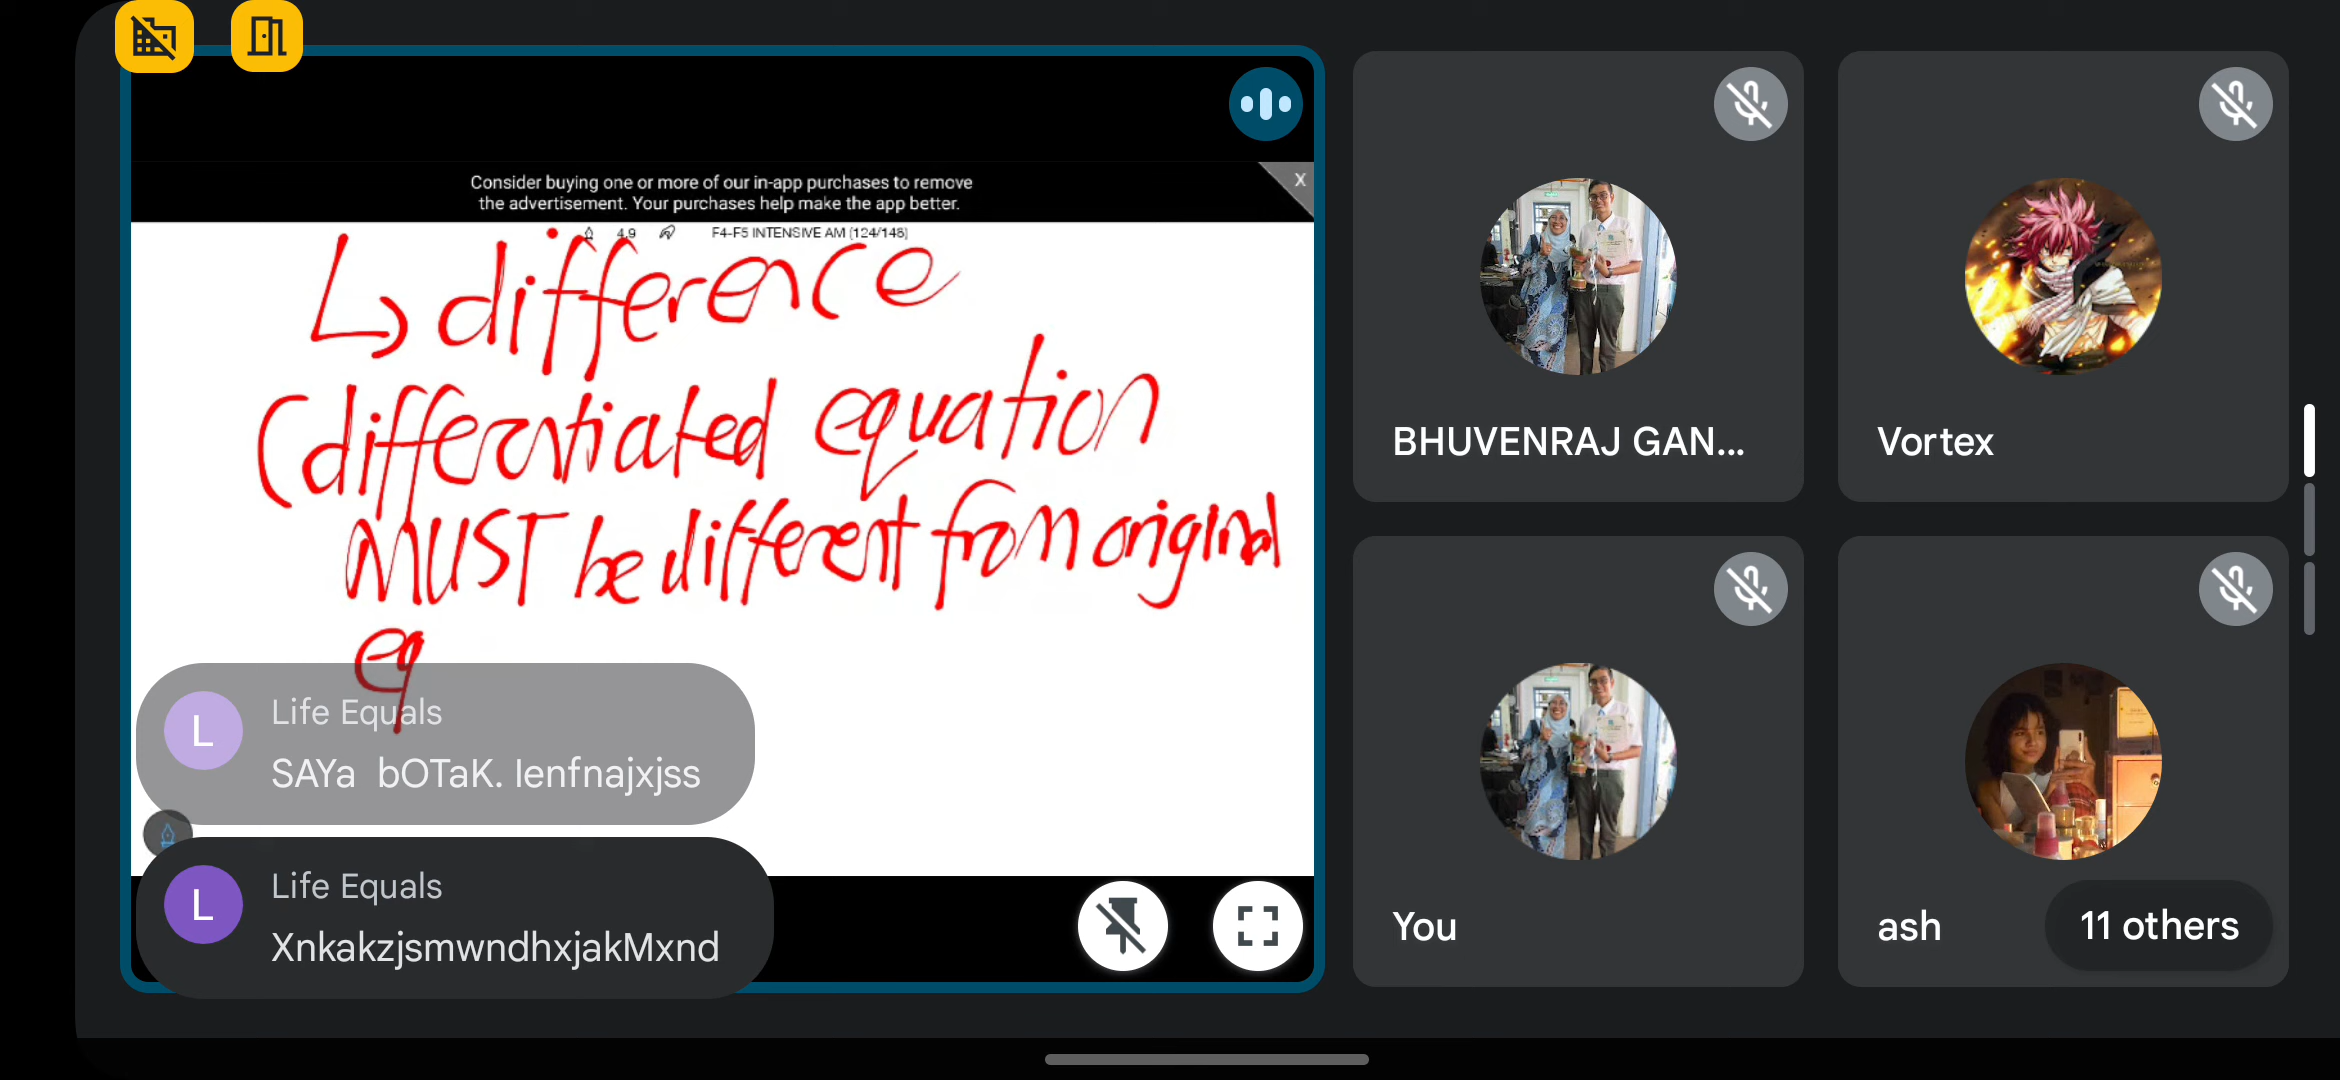 Consider buying one or more of our in-app purchases to remove
the advertisement. Your purchases help make the app better.
X
4.9 F4-F5 INTENSIVE AM (124/148)
↳ difference
(differentiated equation
MUST be different from original
eq
Life Equals
L
SAYa bOTaK. Ienfnajxjss
Life Equals
L
XnkakzjsmwndhxjakMxnd
BHUVENRAJ GAN...
Vortex
You
ash
11 others